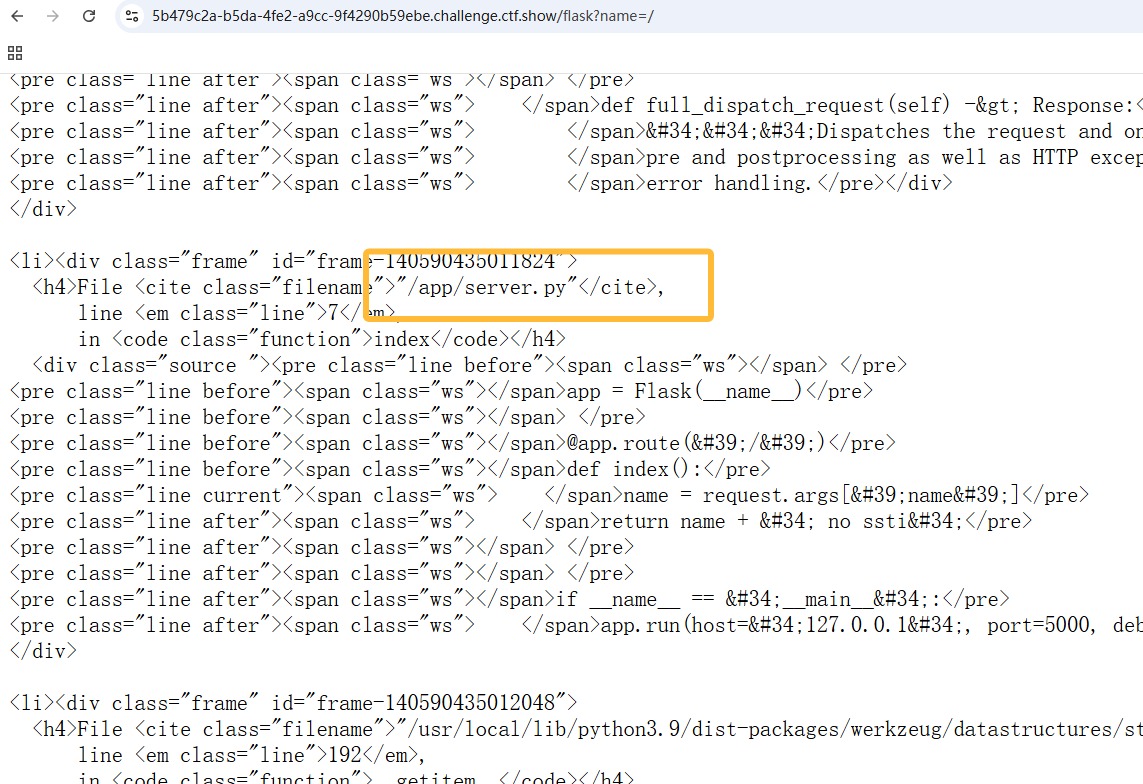 5b479c2a-b5da-4fe2-a9cc-9f4290b59ebe.challenge.ctf.show/flask?name=/
<pre class="line after"><span class="ws"></span> </pre>
<pre class="line after"><span class="ws">    </span>def full_dispatch_request(self) -&gt; Response:<
<pre class="line after"><span class="ws">        </span>&#34;&#34;&#34;Dispatches the request and on
<pre class="line after"><span class="ws">        </span>pre and postprocessing as well as HTTP excep
<pre class="line after"><span class="ws">        </span>error handling.</pre></div>
</div>
<li><div class="frame" id="frame-140590435011824">
  <h4>File <cite class="filename">"/app/server.py"</cite>,
      line <em class="line">7</em>,
      in <code class="function">index</code></h4>
  <div class="source "><pre class="line before"><span class="ws"></span> </pre>
<pre class="line before"><span class="ws"></span>app = Flask(__name__)</pre>
<pre class="line before"><span class="ws"></span> </pre>
<pre class="line before"><span class="ws"></span>@app.route(&#39;/&#39;)</pre>
<pre class="line before"><span class="ws"></span>def index():</pre>
<pre class="line current"><span class="ws">    </span>name = request.args[&#39;name&#39;]</pre>
<pre class="line after"><span class="ws">    </span>return name + &#34; no ssti&#34;</pre>
<pre class="line after"><span class="ws"></span> </pre>
<pre class="line after"><span class="ws"></span> </pre>
<pre class="line after"><span class="ws"></span>if __name__ == &#34;__main__&#34;:</pre>
<pre class="line after"><span class="ws">    </span>app.run(host=&#34;127.0.0.1&#34;, port=5000, deb
</div>
<li><div class="frame" id="frame-140590435012048">
  <h4>File <cite class="filename">"/usr/local/lib/python3.9/dist-packages/werkzeug/datastructures/st
      line <em class="line">192</em>,
      in <code class="function">__getitem__</code></h4>